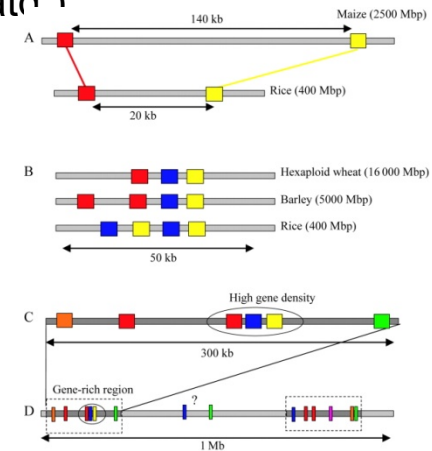 140 kb
Maize (2500 Mbp)
A
Rice (400 Mbp)
20 kb
B
Hexaploid wheat (16 000 Mbp)
Barley (5000 Mbp)
Rice (400 Mbp)
50 kb
High gene density
C
300 kb
Gene-rich region
?
D
1 Mb